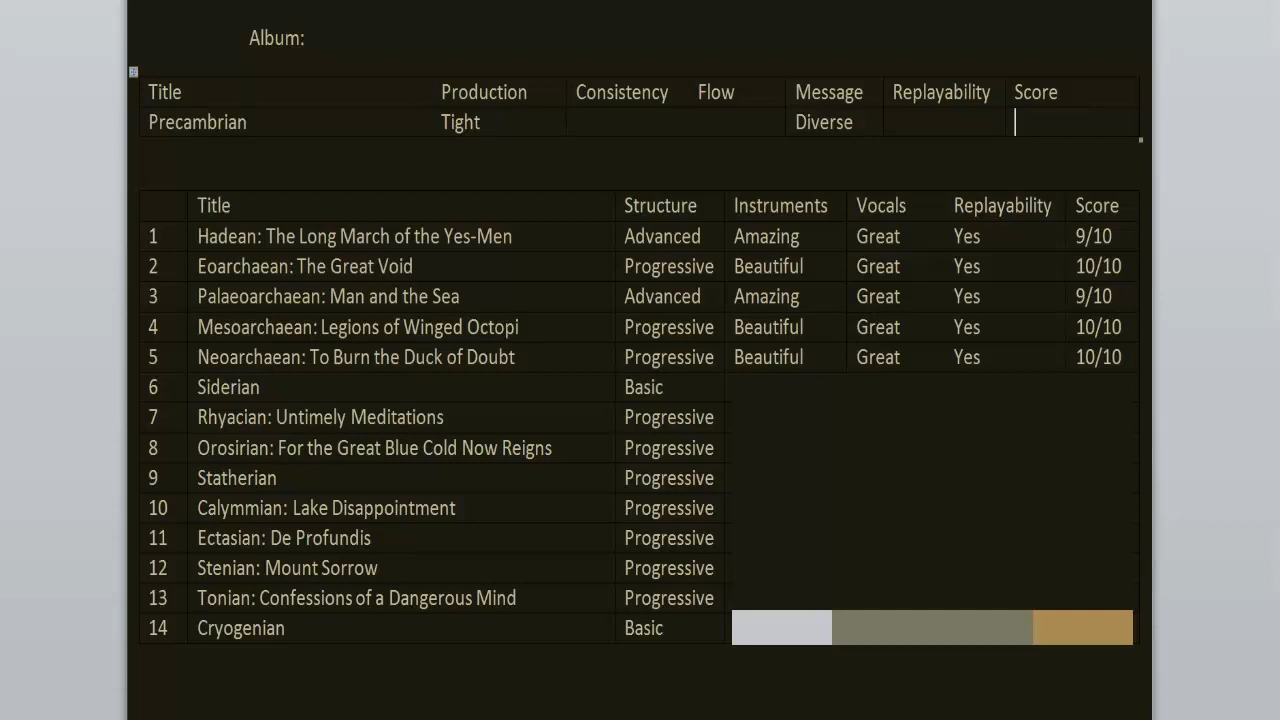 Album:
Title Production Consistency Flow Message Replayability Score
Precambrian Tight Diverse
Title Structure Instruments Vocals Replayability Score
1 Hadean: The Long March of the Yes-Men Advanced Amazing Great Yes 9/10
2 Eoarchaean: The Great Void Progressive Beautiful Great Yes 10/10
3 Palaeoarchaean: Man and the Sea Advanced Amazing Great Yes 9/10
4 Mesoarchaean: Legions of Winged Octopi Progressive Beautiful Great Yes 10/10
5 Neoarchaean: To Burn the Duck of Doubt Progressive Beautiful Great Yes 10/10
6 Siderian Basic
7 Rhyacian: Untimely Meditations Progressive
8 Orosirian: For the Great Blue Cold Now Reigns Progressive
9 Statherian Progressive
10 Calymmian: Lake Disappointment Progressive
11 Ectasian: De Profundis Progressive
12 Stenian: Mount Sorrow Progressive
13 Tonian: Confessions of a Dangerous Mind Progressive
14 Cryogenian Basic